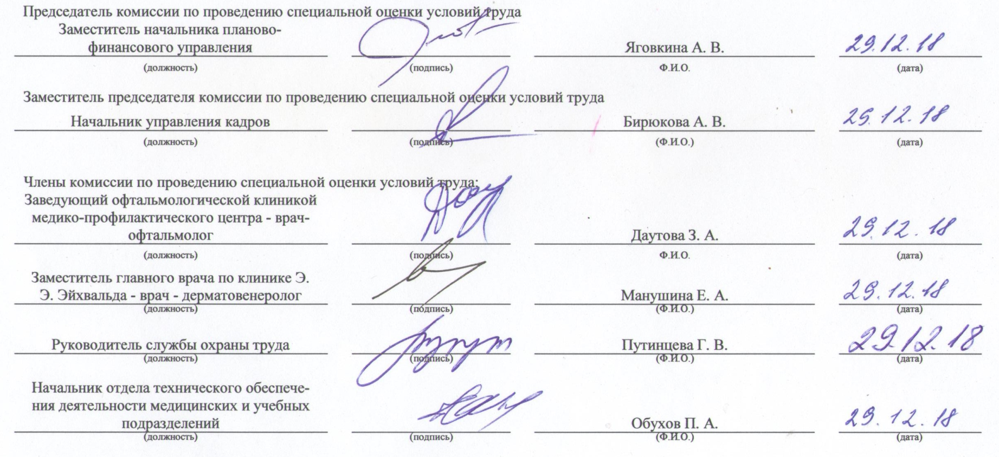 Председатель комиссии по проведению специальной оценки условий труда
Заместитель начальника планово-
финансового управления
Яговкина А. В.
29.12.18
(должность) (подпись) Ф.И.О. (дата)
Заместитель председателя комиссии по проведению специальной оценки условий труда
Начальник управления кадров
Бирюкова А. В.
29.12.18
(должность) (подпись) (Ф.И.О.) (дата)
Члены комиссии по проведению специальной оценки условий труда:
Заведующий офтальмологической клиникой
медико-профилактического центра - врач-
офтальмолог
Даутова З. А.
29.12.18
(должность) (подпись) Ф.И.О. (дата)
Заместитель главного врача по клинике Э.
Э. Эйхвальда - врач - дерматовенеролог
Манушина Е. А.
29.12.18
(должность) (подпись) (Ф.И.О.) (дата)
Руководитель службы охраны труда
Путинцева Г. В.
29.12.18
(должность) (подпись) (Ф.И.О.) (дата)
Начальник отдела технического обеспече-
ния деятельности медицинских и учебных
подразделений
Обухов П. А.
29.12.18
(должность) (подпись) (Ф.И.О.) (дата)